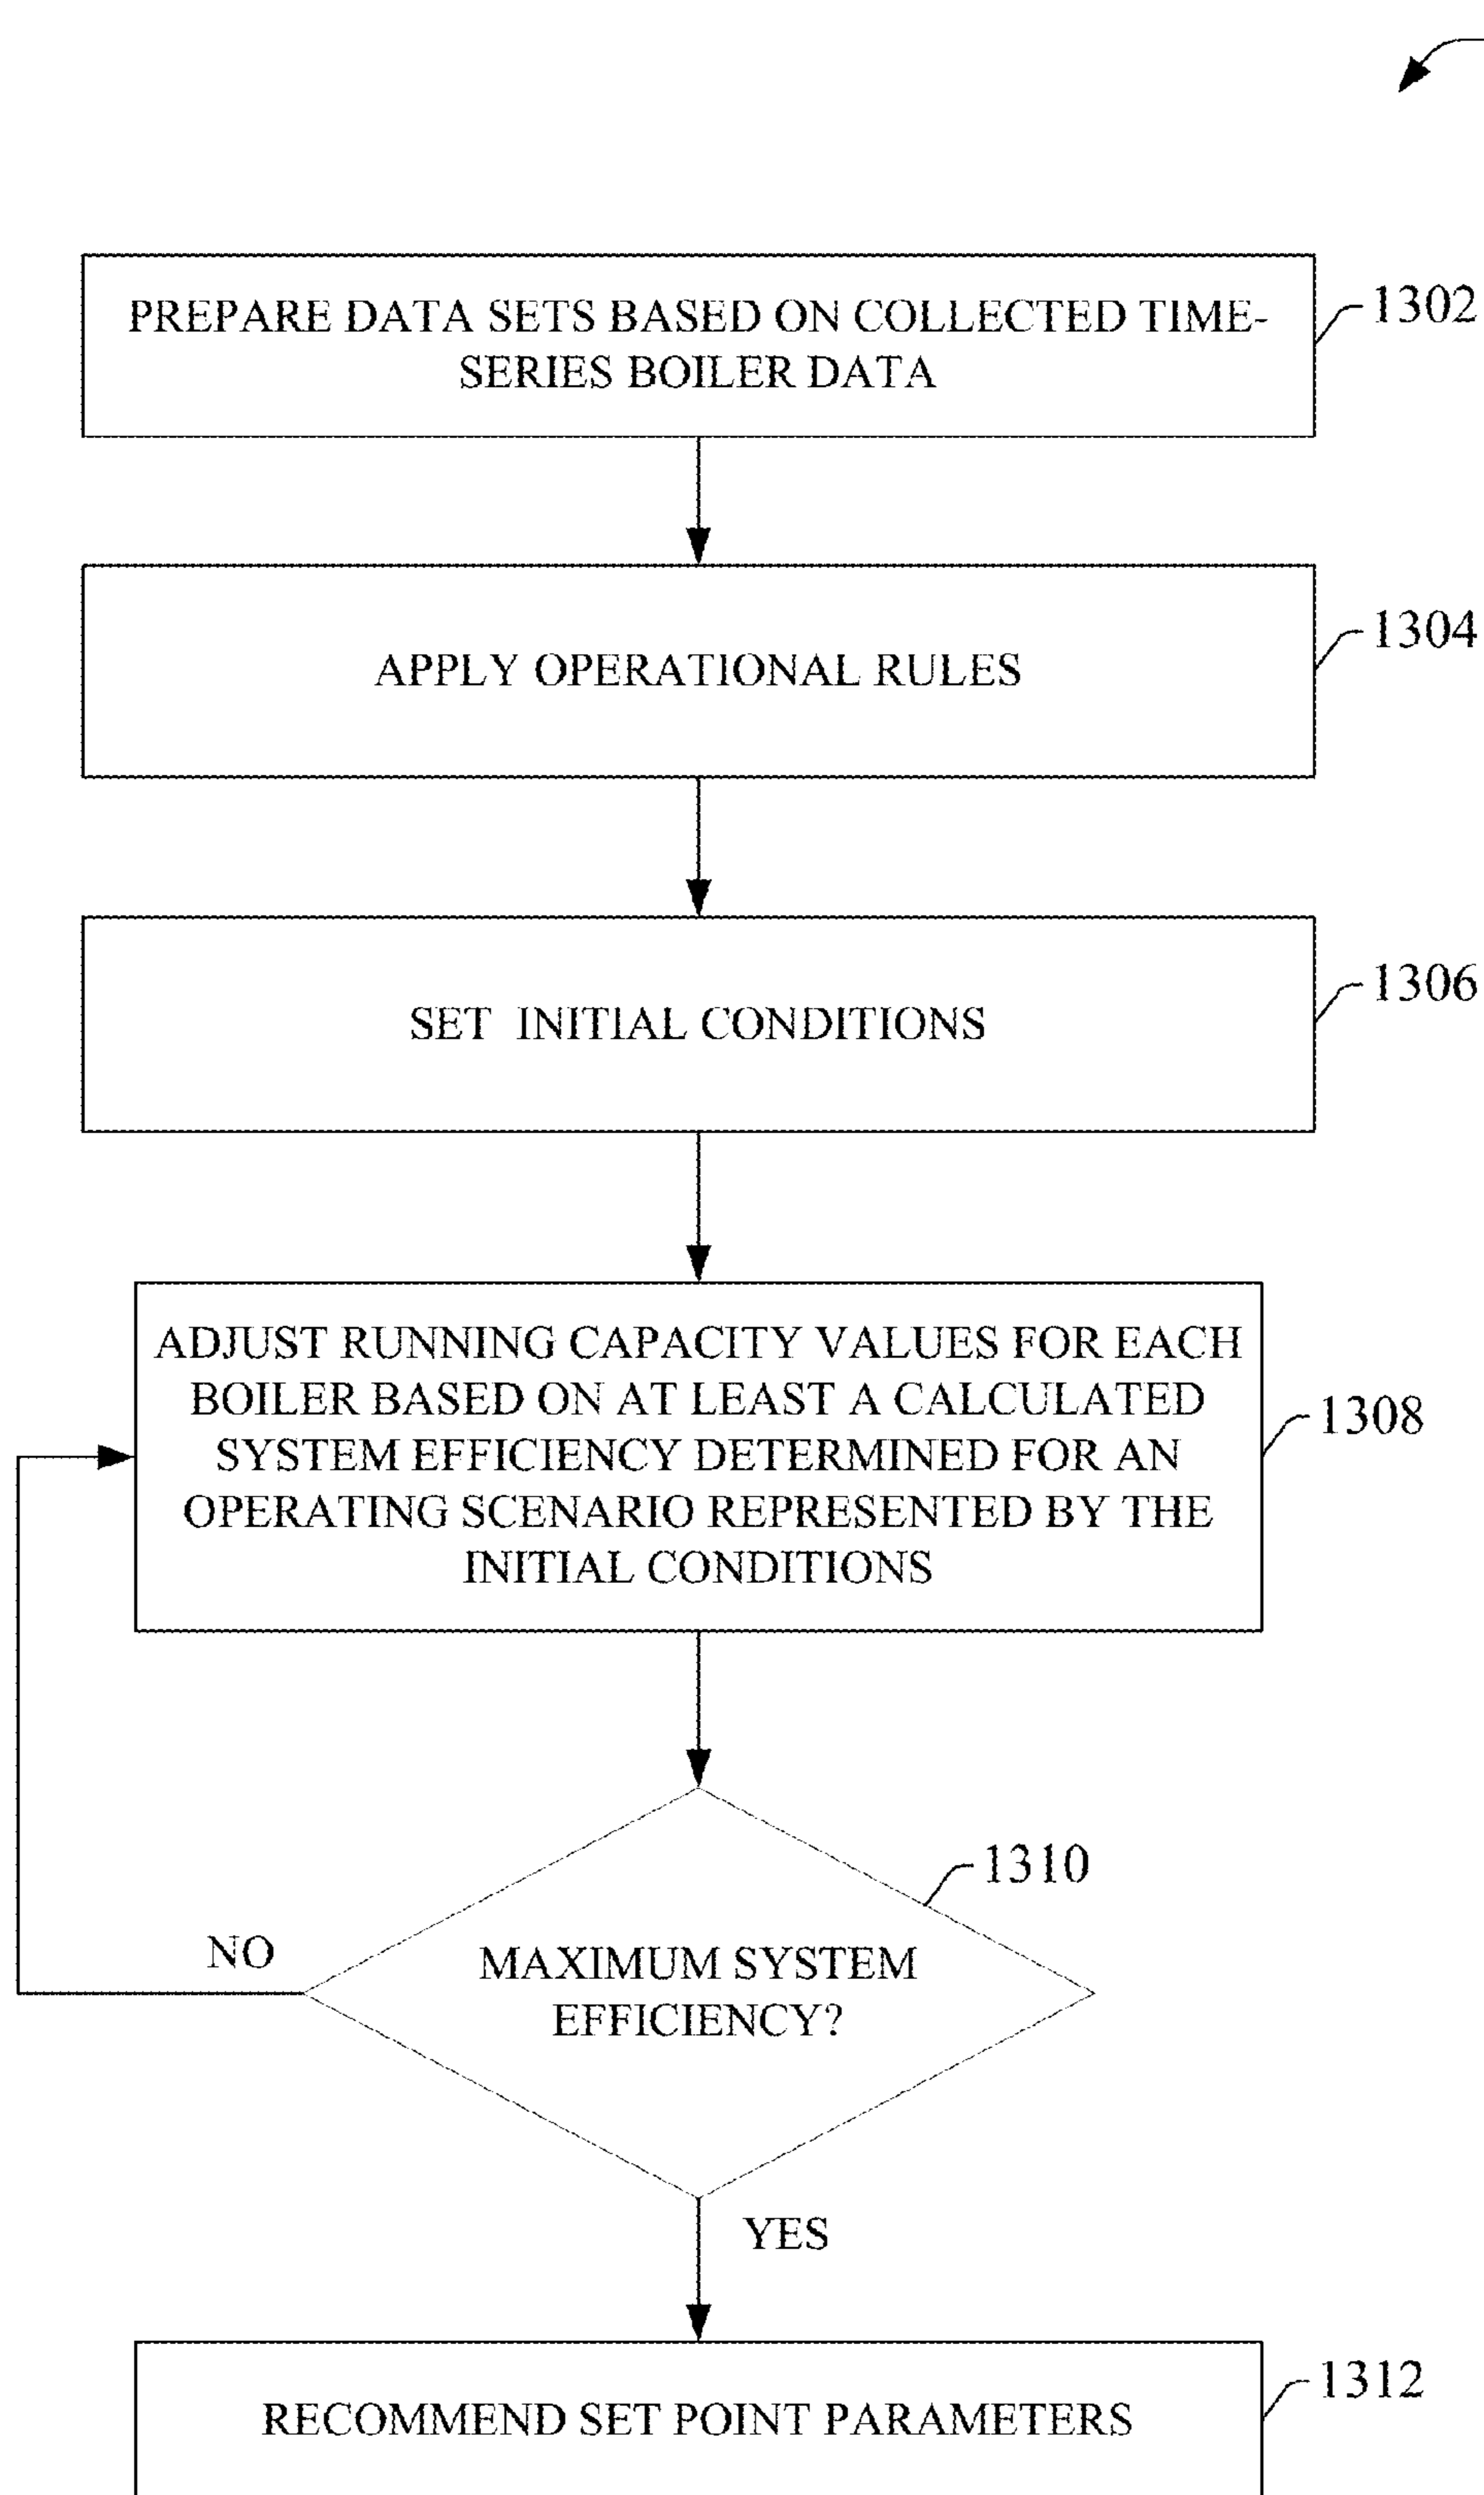 PREPARE DATA SETS BASED ON COLLECTED TIME-
SERIES BOILER DATA
1302
APPLY OPERATIONAL RULES
1304
SET INITIAL CONDITIONS
1306
ADJUST RUNNING CAPACITY VALUES FOR EACH
BOILER BASED ON AT LEAST A CALCULATED
SYSTEM EFFICIENCY DETERMINED FOR AN
OPERATING SCENARIO REPRESENTED BY THE
INITIAL CONDITIONS
1308
1310
MAXIMUM SYSTEM
EFFICIENCY?
NO
YES
RECOMMEND SET POINT PARAMETERS
1312